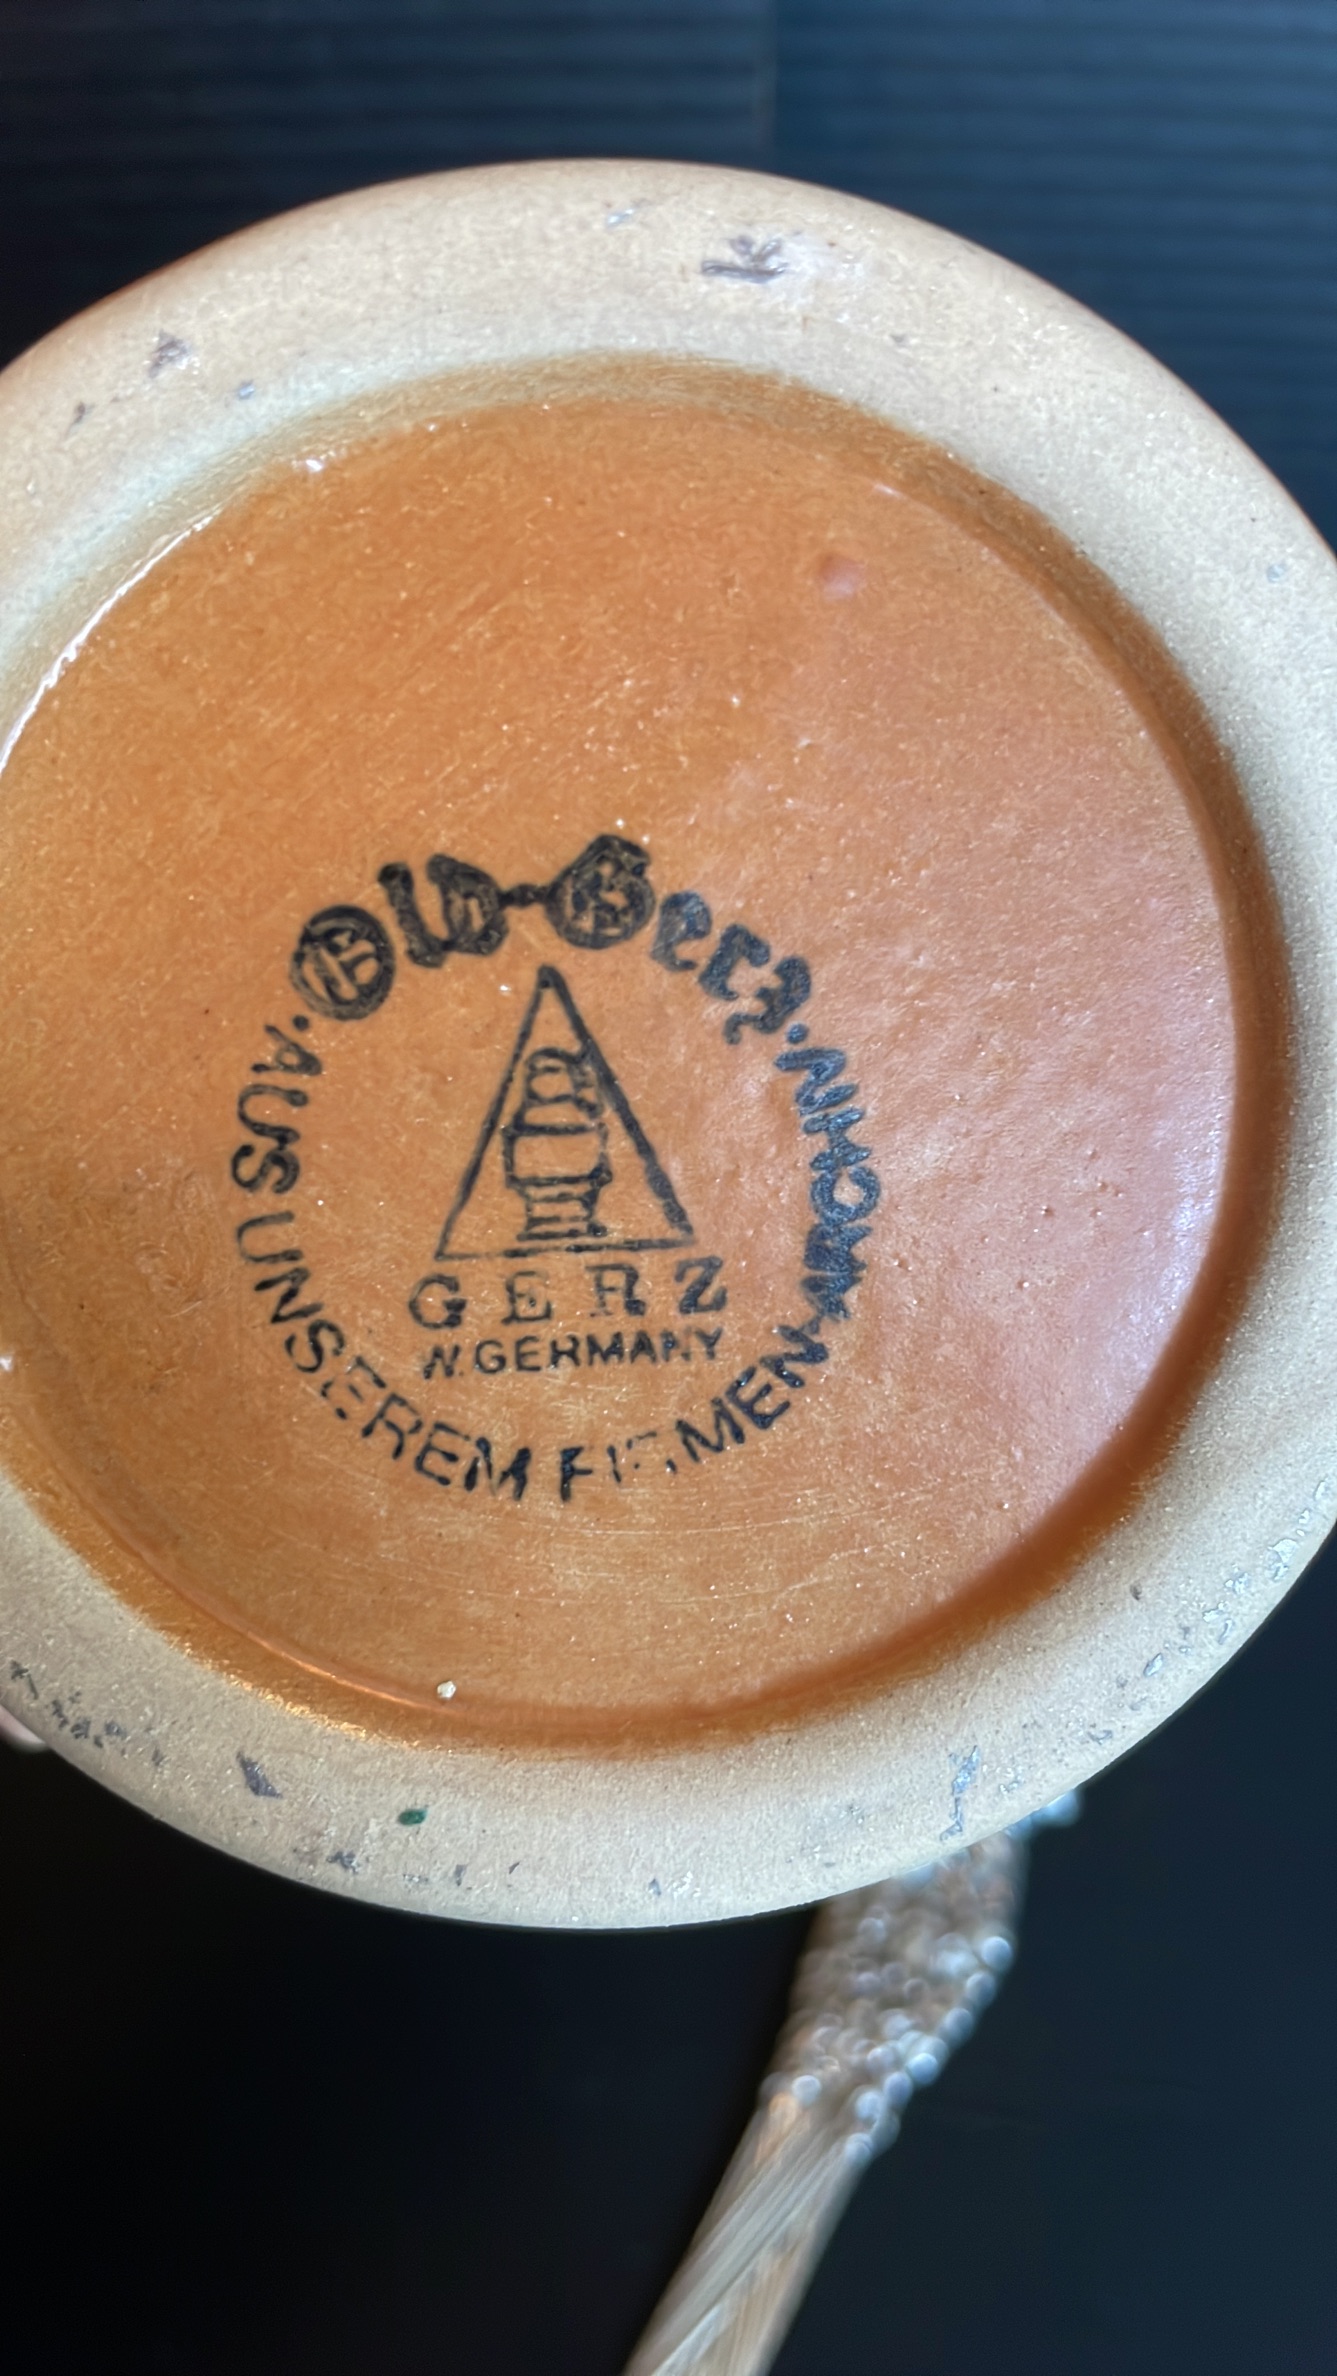 Old-Gerz
·AUS UNSEREM FIRMEN-ARCHIV·
GERZ
W. GERMANY